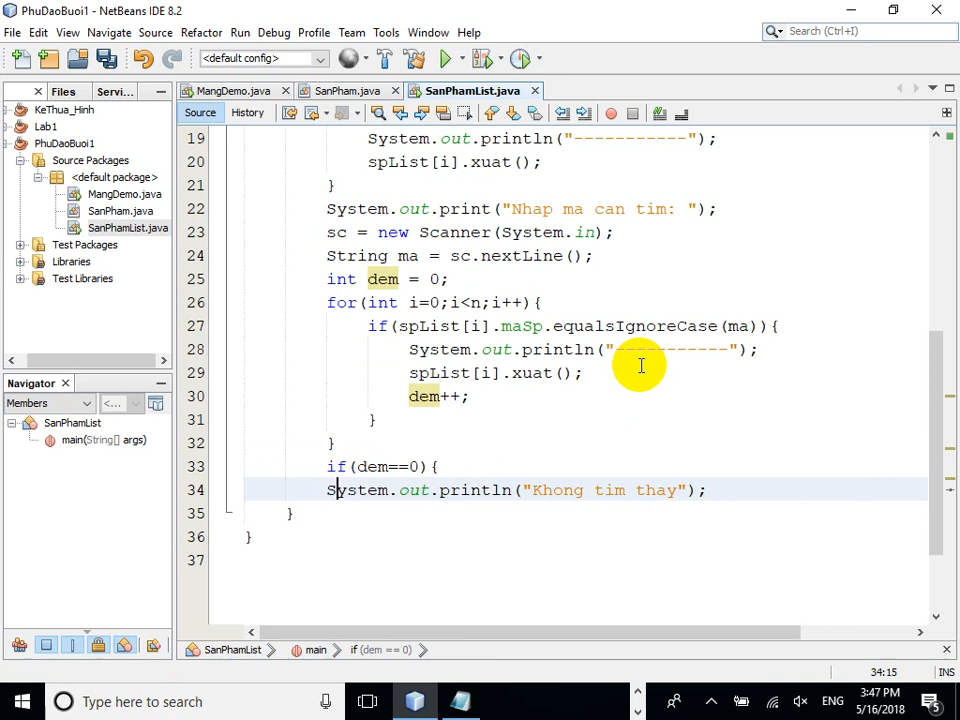 PhuDaoBuoi1 - NetBeans IDE 8.2
File Edit View Navigate Source Refactor Run Debug Profile Team Tools Window Help
Search (Ctrl+I)
<default config>
Files Servi...
MangDemo.java SanPham.java SanPhamList.java
Source History
KeThua_Hinh
Lab1
PhuDaoBuoi1
Source Packages
<default package>
MangDemo.java
SanPham.java
SanPhamList.java
Test Packages
Libraries
Test Libraries
Navigator
Members <...
SanPhamList
main(String[] args)
19 System.out.println("-----------");
20 spList[i].xuat();
21 }
22 System.out.print("Nhap ma can tim: ");
23 sc = new Scanner(System.in);
24 String ma = sc.nextLine();
25 int dem = 0;
26 for(int i=0;i<n;i++){
27 if(spList[i].maSp.equalsIgnoreCase(ma)){
28 System.out.println("-----------");
29 spList[i].xuat();
30 dem++;
31 }
32 }
33 if(dem==0){
34 System.out.println("Khong tim thay");
35 }
36 }
37
SanPhamList main if (dem == 0)
34:15 INS
Type here to search
ENG
3:47 PM
5/16/2018
5